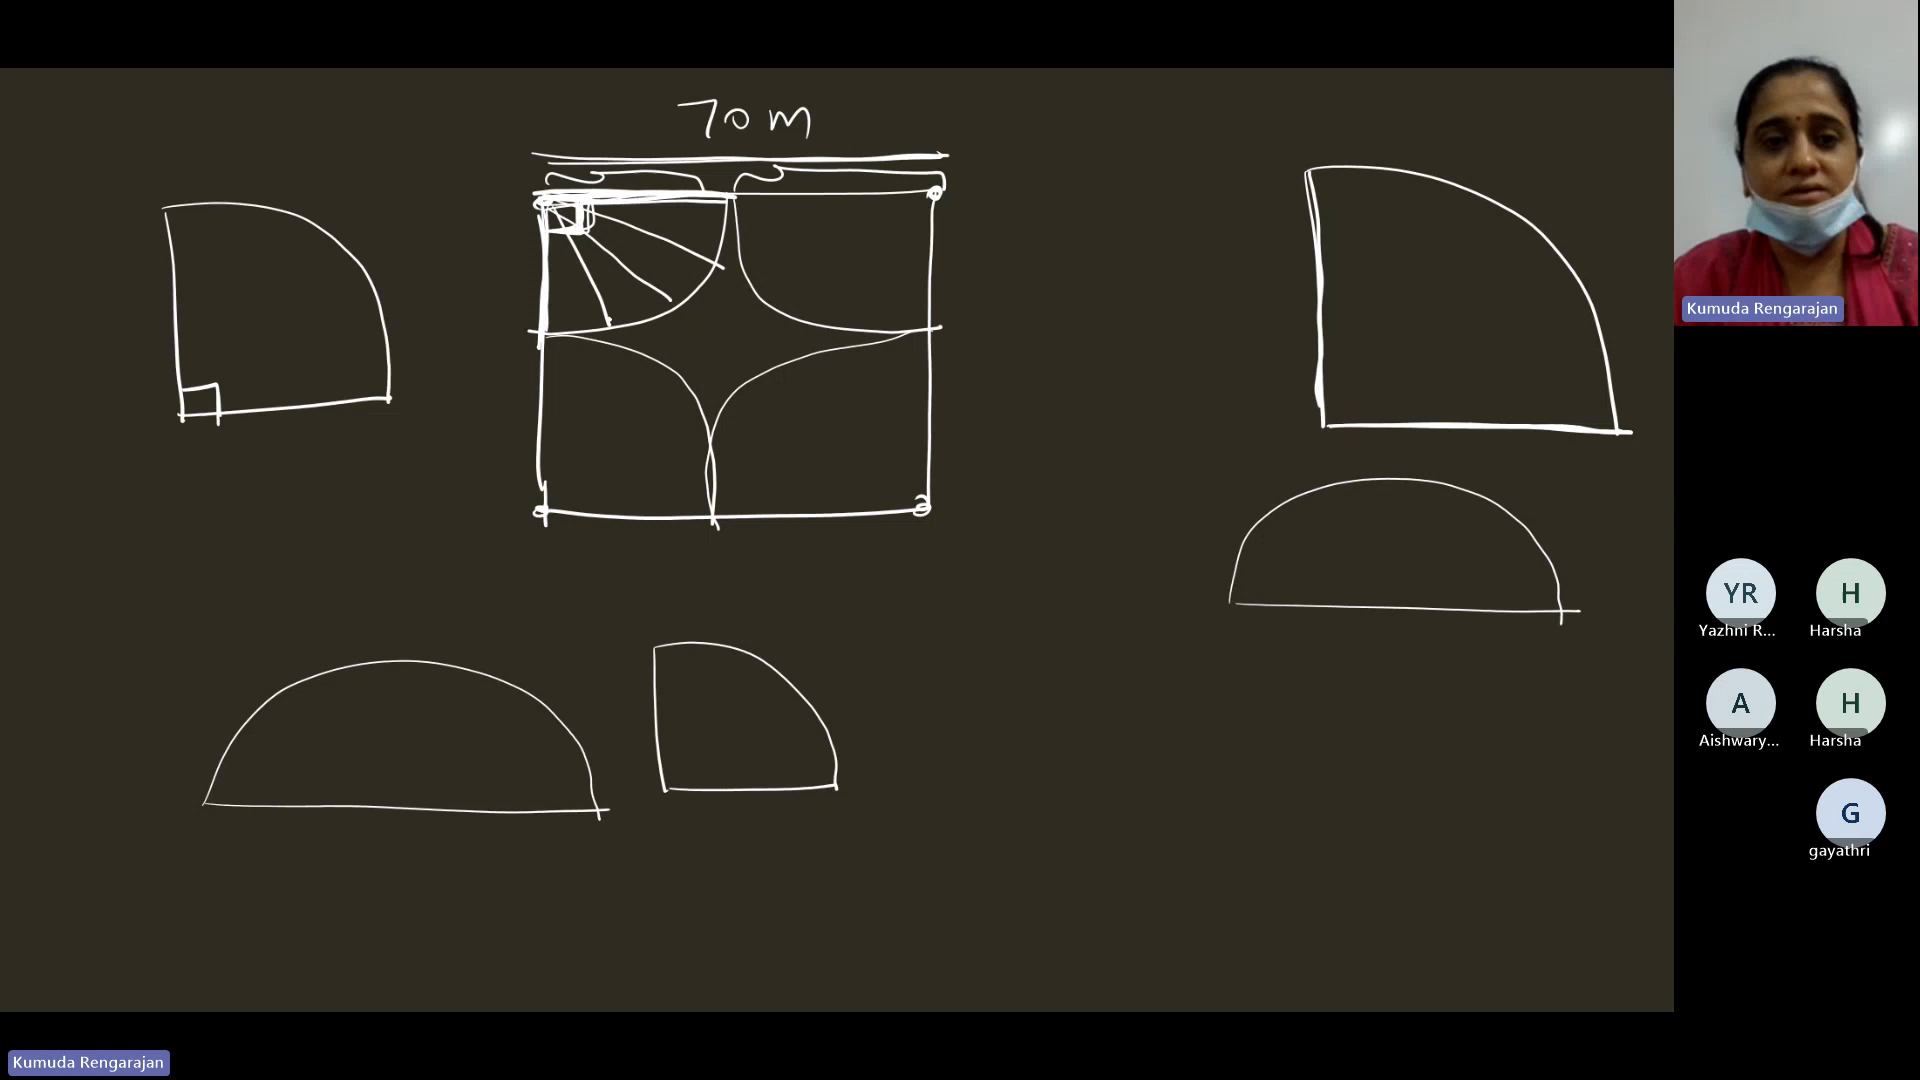 70 m
Kumuda Rengarajan
YR
H
Yazhni R...
Harsha
A
H
Aishwary...
Harsha
G
gayathri
Kumuda Rengarajan